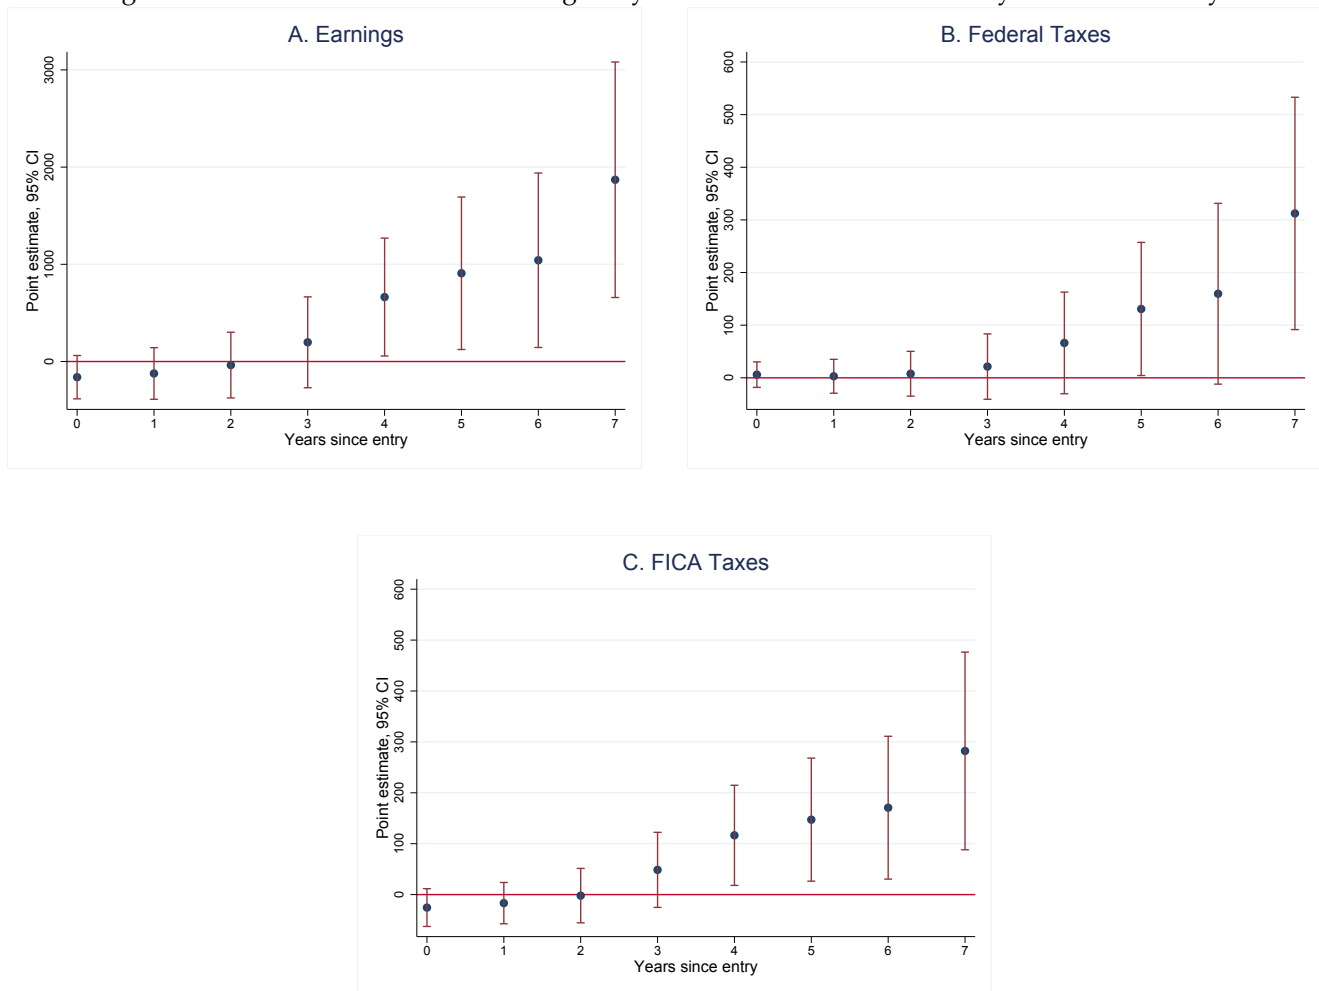 A. Earnings
Point estimate, 95% CI
3000
2000
1000
0
0 1 2 3 4 5 6 7
Years since entry
B. Federal Taxes
Point estimate, 95% CI
600
500
400
300
200
100
0
0 1 2 3 4 5 6 7
Years since entry
C. FICA Taxes
Point estimate, 95% CI
600
500
400
300
200
100
0
0 1 2 3 4 5 6 7
Years since entry